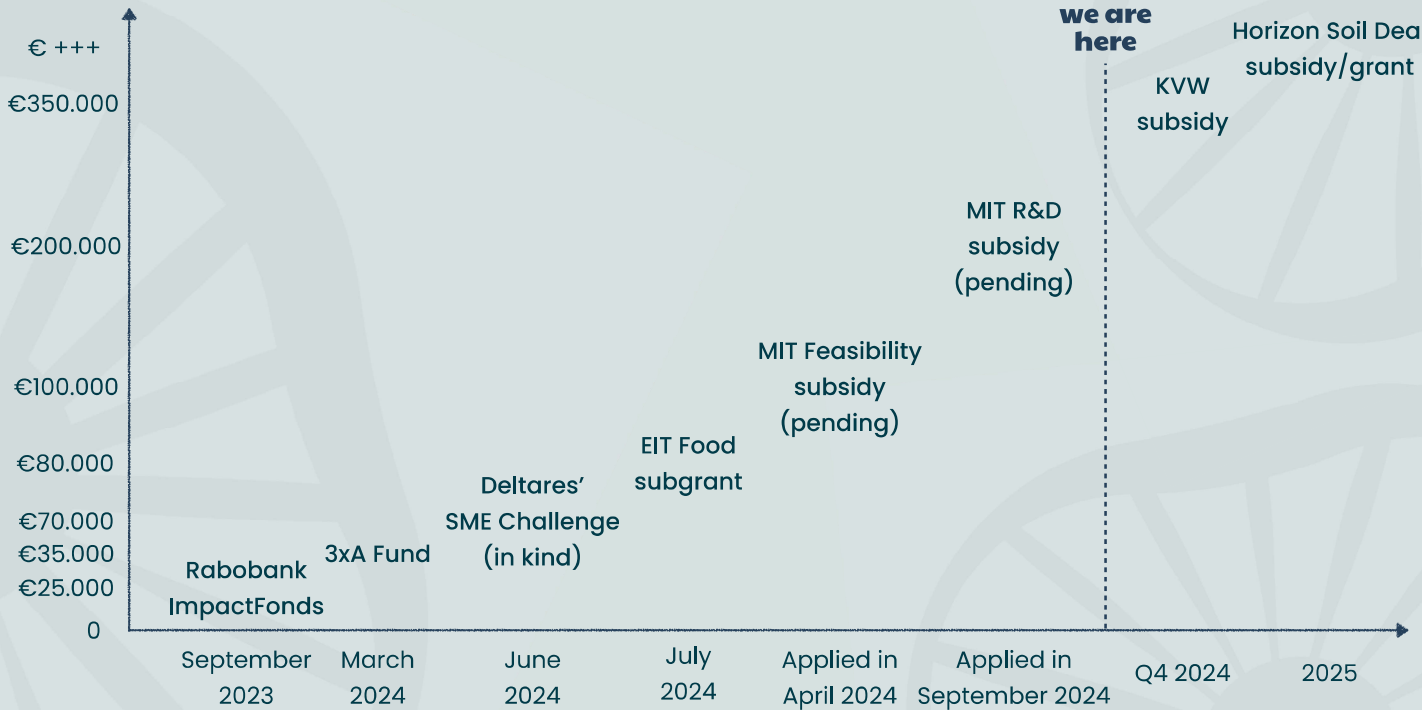 we are
here
€ +++
€350.000
€200.000
€100.000
€80.000
€70.000
€35.000
€25.000
0
Rabobank
ImpactFonds
3xA Fund
Deltares’
SME Challenge
(in kind)
EIT Food
subgrant
MIT Feasibility
subsidy
(pending)
MIT R&D
subsidy
(pending)
KVW
subsidy
Horizon Soil Dea
subsidy/grant
September
2023
March
2024
June
2024
July
2024
Applied in
April 2024
Applied in
September 2024
Q4 2024
2025